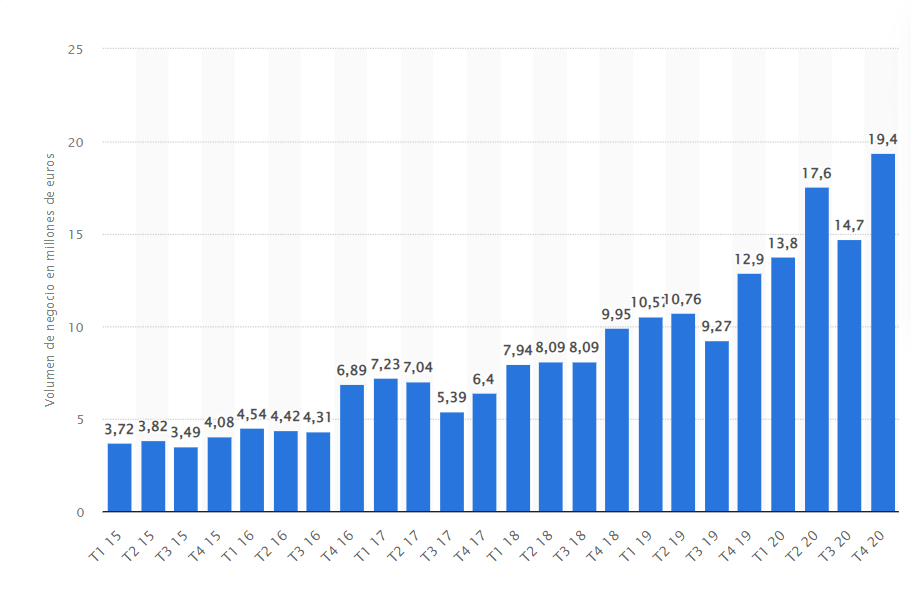 Volumen de negocio en millones de euros
25
20
15
10
5
0
3,72
3,82
3,49
4,08
4,54
4,42
4,31
6,89
7,23
7,04
5,39
6,4
7,94
8,09
8,09
9,95
10,57
10,76
9,27
12,9
13,8
17,6
14,7
19,4
T1 15
T2 15
T3 15
T4 15
T1 16
T2 16
T3 16
T4 16
T1 17
T2 17
T3 17
T4 17
T1 18
T2 18
T3 18
T4 18
T1 19
T2 19
T3 19
T4 19
T1 20
T2 20
T3 20
T4 20